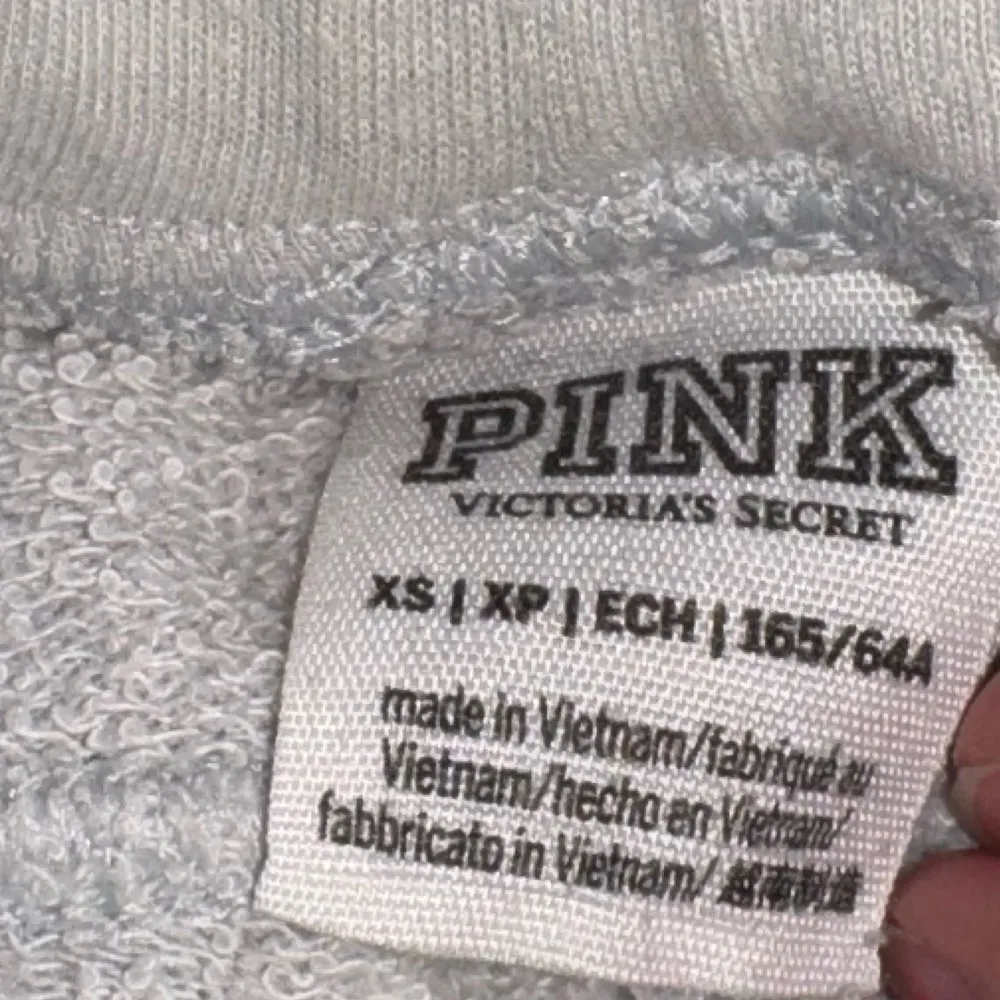 PINK
VICTORIA'S SECRET
XS | XP | ECH | 165/64A
made in Vietnam/fabriqué au
Vietnam/hecho en Vietnam/
fabbricato in Vietnam/ 越南制造